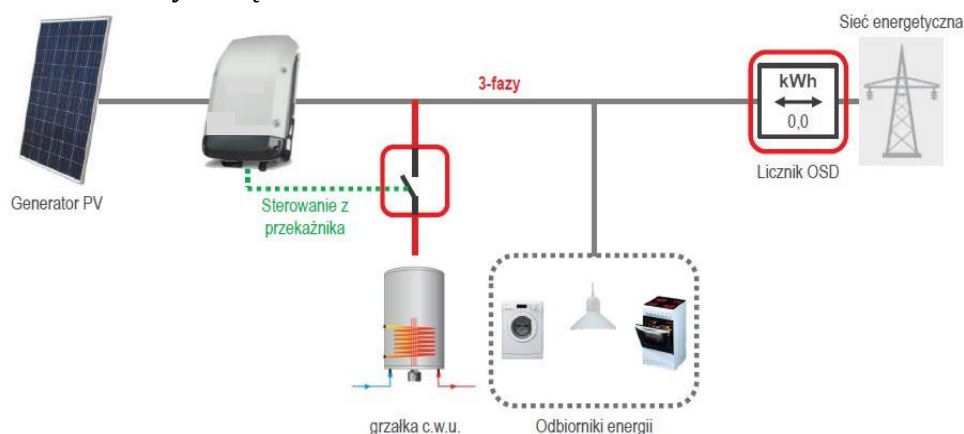 Sieć energetyczna
3-fazy
kWh
0,0
Licznik OSD
Generator PV
Sterowanie z
przekaźnika
grzałka c.w.u.
Odbiorniki energii